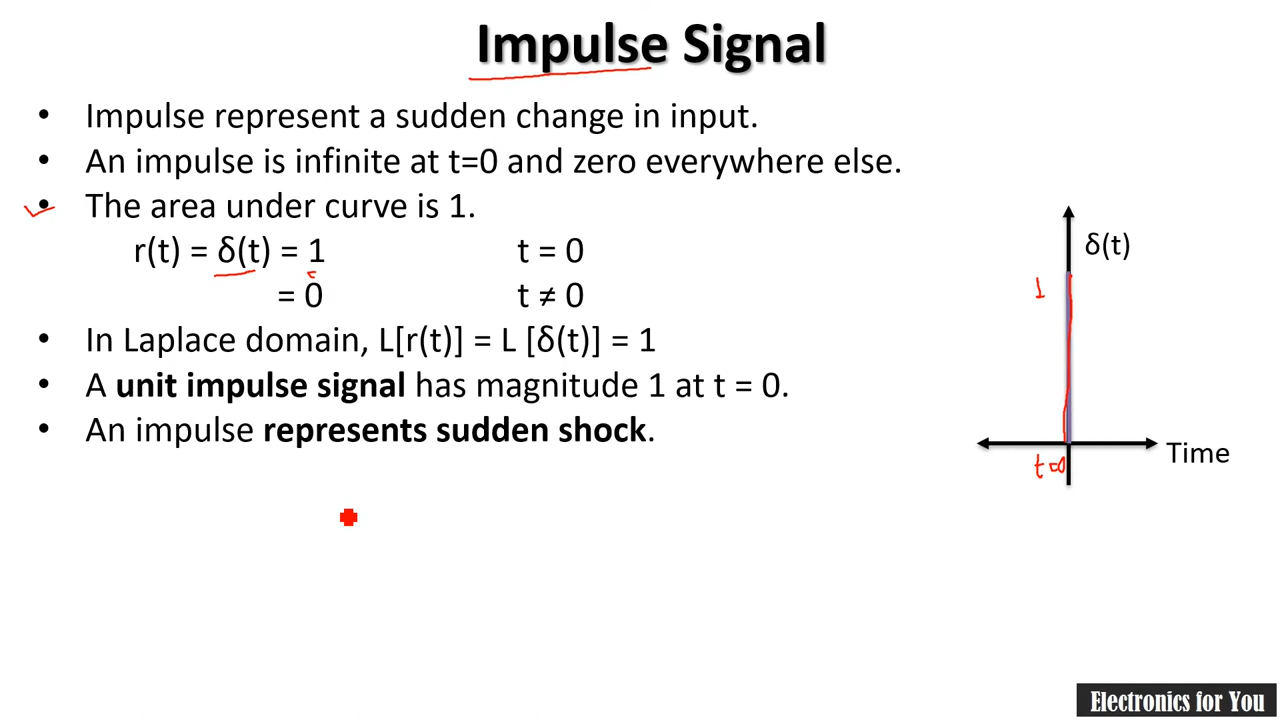 Impulse Signal
• Impulse represent a sudden change in input.
• An impulse is infinite at t=0 and zero everywhere else.
• The area under curve is 1.
r(t) = δ(t) = 1 t = 0
= 0 t ≠ 0
• In Laplace domain, L[r(t)] = L [δ(t)] = 1
• A unit impulse signal has magnitude 1 at t = 0.
• An impulse represents sudden shock.
δ(t)
1
Time
t=0
Electronics for You